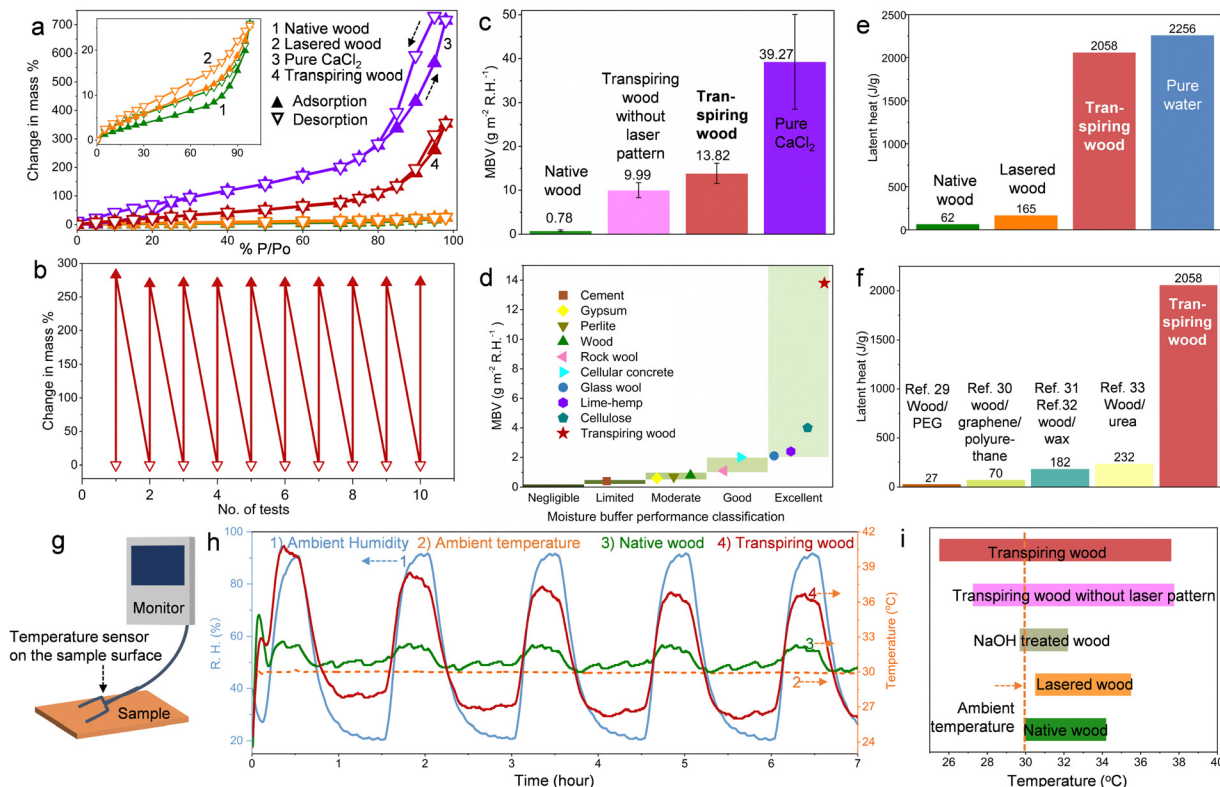 a
1 Native wood
2 Lasered wood
3 Pure CaCl₂
4 Transpiring wood
Adsorption
Desorption
Change in mass %
700
600
500
400
300
200
100
0
0
20
40
60
80
100
% P/Po
20
10
0
0
30
60
90
2
1
3
4
b
Change in mass %
300
250
200
150
100
50
0
0
2
4
6
8
10
No. of tests
c
MBV (g m⁻² R.H.⁻¹)
50
40
30
20
10
0
Native
wood
0.78
Transpiring
wood
without
laser
pattern
9.99
Tran-
spiring
wood
13.82
39.27
Pure
CaCl₂
d
MBV (g m⁻² R.H.⁻¹)
14
12
10
8
6
4
2
0
Cement
Gypsum
Perlite
Wood
Rock wool
Cellular concrete
Glass wool
Lime-hemp
Cellulose
Transpiring wood
Negligible
Limited
Moderate
Good
Excellent
Moisture buffer performance classification
e
Latent heat (J/g)
2500
2000
1500
1000
500
0
Native
wood
62
Lasered
wood
165
2058
Tran-
spiring
wood
2256
Pure
water
f
Latent heat (J/g)
2000
1500
1000
500
0
Ref. 29
Wood/
PEG
27
Ref. 30
wood/
graphene/
polyure-
thane
70
Ref. 31
Ref.32
wood/
wax
182
Ref. 33
Wood/
urea
232
2058
Tran-
spiring
wood
g
Monitor
Temperature sensor
on the sample surface
Sample
h
1) Ambient Humidity
2) Ambient temperature
3) Native wood
4) Transpiring wood
R. H. (%)
100
80
60
40
20
1
4
3
2
42
39
36
33
30
27
24
Temperature (ºC)
0
1
2
3
4
5
6
7
Time (hour)
i
Transpiring wood
Transpiring wood without laser pattern
NaOH treated wood
Lasered wood
Ambient
temperature
Native wood
26
28
30
32
34
36
38
40
Temperature (ºC)